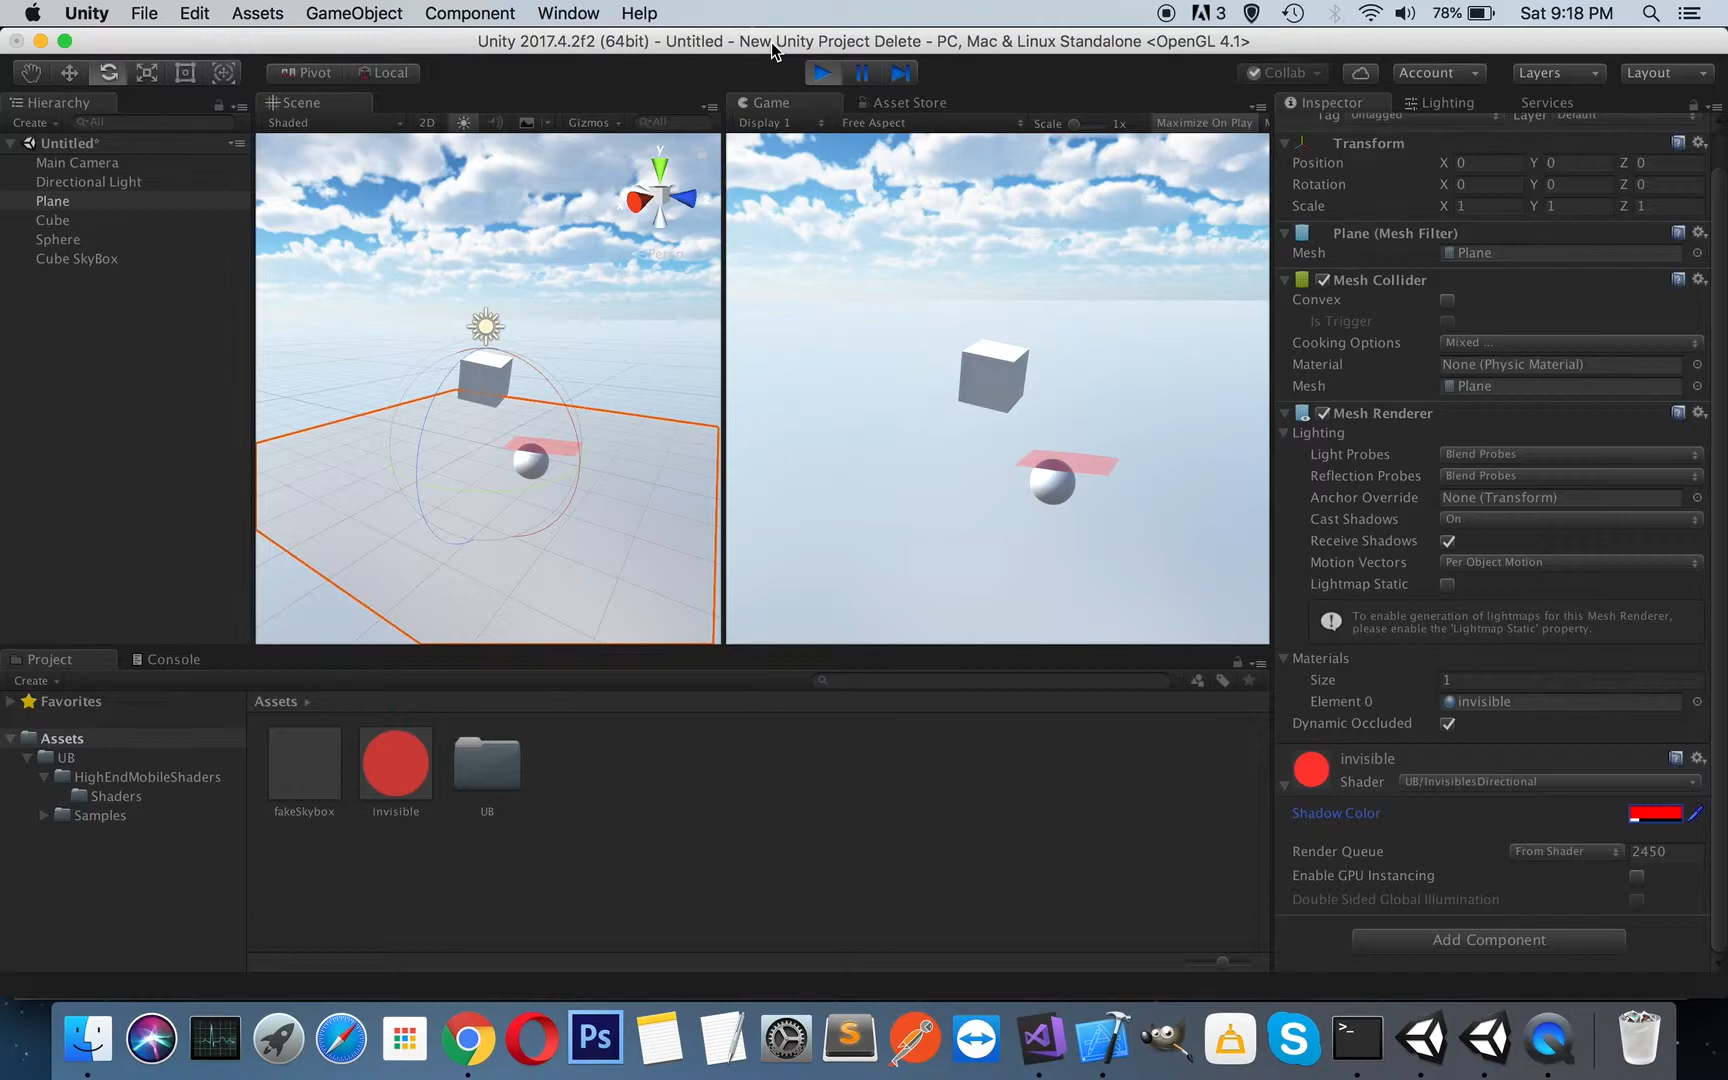 Unity File Edit Assets GameObject Component Window Help 3 78% Sat 9:18 PM
Unity 2017.4.2f2 (64bit) - Untitled - New Unity Project Delete - PC, Mac & Linux Standalone <OpenGL 4.1>
Pivot Local Collab Account Layers Layout
Hierarchy Scene Game Asset Store Inspector Lighting Services
Create All Shaded 2D Gizmos All Display 1 Free Aspect Scale 1x Maximize On Play Tag Untagged Layer Default
Untitled*
Main Camera
Directional Light
Plane
Cube
Sphere
Cube SkyBox
y
Persp
Transform
Position X 0 Y 0 Z 0
Rotation X 0 Y 0 Z 0
Scale X 1 Y 1 Z 1
Plane (Mesh Filter)
Mesh Plane
Mesh Collider
Convex
Is Trigger
Cooking Options Mixed ...
Material None (Physic Material)
Mesh Plane
Mesh Renderer
Lighting
Light Probes Blend Probes
Reflection Probes Blend Probes
Anchor Override None (Transform)
Cast Shadows On
Receive Shadows
Motion Vectors Per Object Motion
Lightmap Static
To enable generation of lightmaps for this Mesh Renderer,
please enable the 'Lightmap Static' property.
Materials
Size 1
Element 0 invisible
Dynamic Occluded
invisible
Shader UB/InvisiblesDirectional
Shadow Color
Render Queue From Shader 2450
Enable GPU Instancing
Double Sided Global Illumination
Add Component
Project Console
Create
Favorites
Assets
UB
HighEndMobileShaders
Shaders
Samples
Assets
fakeSkybox invisible UB
Ps S S